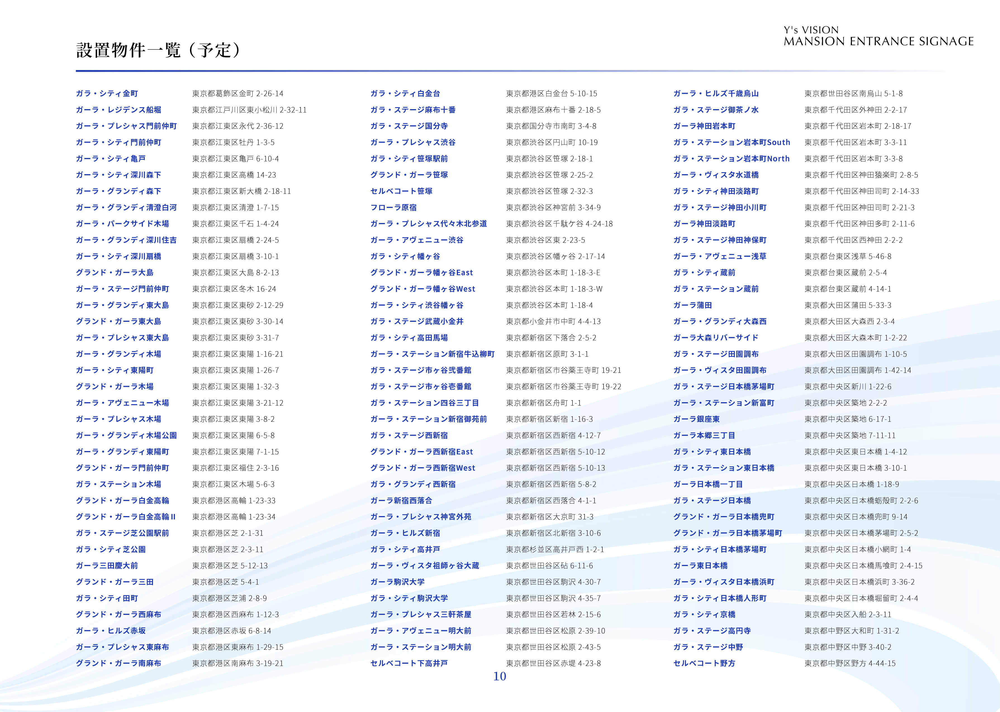 Y's VISION
MANSION ENTRANCE SIGNAGE
設置物件一覧（予定）
ガラ・シティ金町 東京都葛飾区金町 2-26-14
ガーラ・レジデンス船堀 東京都江戸川区東小松川 2-32-11
ガーラ・プレシャス門前仲町 東京都江東区永代 2-36-12
ガーラ・シティ門前仲町 東京都江東区牡丹 1-3-5
ガーラ・シティ亀戸 東京都江東区亀戸 6-10-4
ガーラ・シティ深川森下 東京都江東区高橋 14-23
ガーラ・グランディ森下 東京都江東区新大橋 2-18-11
ガーラ・グランディ清澄白河 東京都江東区清澄 1-7-15
ガーラ・パークサイド木場 東京都江東区千石 1-4-24
ガーラ・グランディ深川住吉 東京都江東区扇橋 2-24-5
ガーラ・シティ深川扇橋 東京都江東区扇橋 3-10-1
グランド・ガーラ大島 東京都江東区大島 8-2-13
ガーラ・ステージ門前仲町 東京都江東区冬木 16-24
ガーラ・グランディ東大島 東京都江東区東砂 2-12-29
グランド・ガーラ東大島 東京都江東区東砂 3-30-14
ガーラ・プレシャス東大島 東京都江東区東砂 3-31-7
ガーラ・グランディ木場 東京都江東区東陽 1-16-21
ガーラ・シティ東陽町 東京都江東区東陽 1-26-7
グランド・ガーラ木場 東京都江東区東陽 1-32-3
ガーラ・アヴェニュー木場 東京都江東区東陽 3-21-12
ガーラ・プレシャス木場 東京都江東区東陽 3-8-2
ガーラ・グランディ木場公園 東京都江東区東陽 6-5-8
ガーラ・グランディ東陽町 東京都江東区東陽 7-1-15
グランド・ガーラ門前仲町 東京都江東区福住 2-3-16
ガラ・ステーション木場 東京都江東区木場 5-6-3
グランド・ガーラ白金高輪 東京都港区高輪 1-23-33
グランド・ガーラ白金高輪Ⅱ 東京都港区高輪 1-23-34
ガラ・ステージ芝公園駅前 東京都港区芝 2-1-31
ガラ・シティ芝公園 東京都港区芝 2-3-11
ガーラ三田慶大前 東京都港区芝 5-12-13
グランド・ガーラ三田 東京都港区芝 5-4-1
ガラ・シティ田町 東京都港区芝浦 2-8-9
グランド・ガーラ西麻布 東京都港区西麻布 1-12-3
ガーラ・ヒルズ赤坂 東京都港区赤坂 6-8-14
ガーラ・プレシャス東麻布 東京都港区東麻布 1-29-15
グランド・ガーラ南麻布 東京都港区南麻布 3-19-21
ガラ・シティ白金台 東京都港区白金台 5-10-15
ガラ・ステージ麻布十番 東京都港区麻布十番 2-18-5
ガラ・ステージ国分寺 東京都国分寺市南町 3-4-8
ガーラ・プレシャス渋谷 東京都渋谷区円山町 10-19
ガラ・シティ笹塚駅前 東京都渋谷区笹塚 2-18-1
グランド・ガーラ笹塚 東京都渋谷区笹塚 2-25-2
セルベコート笹塚 東京都渋谷区笹塚 2-32-3
フローラ原宿 東京都渋谷区神宮前 3-34-9
ガーラ・プレシャス代々木北参道 東京都渋谷区千駄ケ谷 4-24-18
ガーラ・アヴェニュー渋谷 東京都渋谷区東 2-23-5
ガラ・シティ幡ヶ谷 東京都渋谷区幡ヶ谷 2-17-14
グランド・ガーラ幡ヶ谷East 東京都渋谷区本町 1-18-3-E
グランド・ガーラ幡ヶ谷West 東京都渋谷区本町 1-18-3-W
ガーラ・シティ渋谷幡ヶ谷 東京都渋谷区本町 1-18-4
ガラ・ステージ武蔵小金井 東京都小金井市中町 4-4-13
ガラ・シティ高田馬場 東京都新宿区下落合 2-5-2
ガーラ・ステーション新宿牛込柳町 東京都新宿区原町 3-1-1
ガラ・ステージ市ヶ谷弐番館 東京都新宿区市谷薬王寺町 19-21
ガラ・ステージ市ヶ谷壱番館 東京都新宿区市谷薬王寺町 19-22
ガラ・ステーション四谷三丁目 東京都新宿区舟町 1-1
ガーラ・ステーション新宿御苑前 東京都新宿区新宿 1-16-3
ガラ・ステージ西新宿 東京都新宿区西新宿 4-12-7
グランド・ガーラ西新宿East 東京都新宿区西新宿 5-10-12
グランド・ガーラ西新宿West 東京都新宿区西新宿 5-10-13
ガラ・グランディ西新宿 東京都新宿区西新宿 5-8-2
ガーラ新宿西落合 東京都新宿区西落合 4-1-1
ガーラ・プレシャス神宮外苑 東京都新宿区大京町 31-3
ガーラ・ヒルズ新宿 東京都新宿区北新宿 3-10-6
ガラ・シティ高井戸 東京都杉並区高井戸西 1-2-1
ガーラ・ヴィスタ祖師ヶ谷大蔵 東京都世田谷区砧 6-11-6
ガーラ駒沢大学 東京都世田谷区駒沢 4-30-7
ガラ・シティ駒沢大学 東京都世田谷区駒沢 4-35-7
ガーラ・プレシャス三軒茶屋 東京都世田谷区若林 2-15-6
ガーラ・アヴェニュー明大前 東京都世田谷区松原 2-39-10
ガーラ・ステーション明大前 東京都世田谷区松原 2-43-5
セルベコート下高井戸 東京都世田谷区赤堤 4-23-8
ガーラ・ヒルズ千歳烏山 東京都世田谷区南烏山 5-1-8
ガラ・ステージ御茶ノ水 東京都千代田区外神田 2-2-17
ガーラ神田岩本町 東京都千代田区岩本町 2-18-17
ガラ・ステーション岩本町South 東京都千代田区岩本町 3-3-11
ガラ・ステーション岩本町North 東京都千代田区岩本町 3-3-8
ガーラ・ヴィスタ水道橋 東京都千代田区神田猿楽町 2-8-5
ガラ・シティ神田淡路町 東京都千代田区神田司町 2-14-33
ガラ・ステージ神田小川町 東京都千代田区神田司町 2-21-3
ガーラ神田淡路町 東京都千代田区神田多町 2-11-6
ガラ・ステージ神田神保町 東京都千代田区西神田 2-2-2
ガーラ・アヴェニュー浅草 東京都台東区浅草 5-46-8
ガラ・シティ蔵前 東京都台東区蔵前 2-5-4
ガラ・ステーション蔵前 東京都台東区蔵前 4-14-1
ガーラ蒲田 東京都大田区蒲田 5-33-3
ガーラ・グランディ大森西 東京都大田区大森西 2-3-4
ガーラ大森リバーサイド 東京都大田区大森本町 1-2-22
ガラ・ステージ田園調布 東京都大田区田園調布 1-10-5
ガーラ・ヴィスタ田園調布 東京都大田区田園調布 1-42-14
ガラ・ステージ日本橋茅場町 東京都中央区新川 1-22-6
ガーラ・ステーション新富町 東京都中央区築地 2-2-2
ガーラ銀座東 東京都中央区築地 6-17-1
ガーラ本郷三丁目 東京都中央区築地 7-11-11
ガラ・シティ東日本橋 東京都中央区東日本橋 1-4-12
ガラ・ステーション東日本橋 東京都中央区東日本橋 3-10-1
ガーラ日本橋一丁目 東京都中央区日本橋 1-18-9
ガラ・ステージ日本橋 東京都中央区日本橋蛎殻町 2-2-6
グランド・ガーラ日本橋兜町 東京都中央区日本橋兜町 9-14
グランド・ガーラ日本橋茅場町 東京都中央区日本橋茅場町 2-5-2
ガラ・シティ日本橋茅場町 東京都中央区日本橋小網町 1-4
ガーラ東日本橋 東京都中央区日本橋馬喰町 2-4-15
ガーラ・ヴィスタ日本橋浜町 東京都中央区日本橋浜町 3-36-2
ガラ・シティ日本橋人形町 東京都中央区日本橋堀留町 2-4-4
ガラ・シティ京橋 東京都中央区入船 2-3-11
ガラ・ステージ高円寺 東京都中野区大和町 1-31-2
ガラ・ステージ中野 東京都中野区中野 3-40-2
セルベコート野方 東京都中野区野方 4-44-15
10